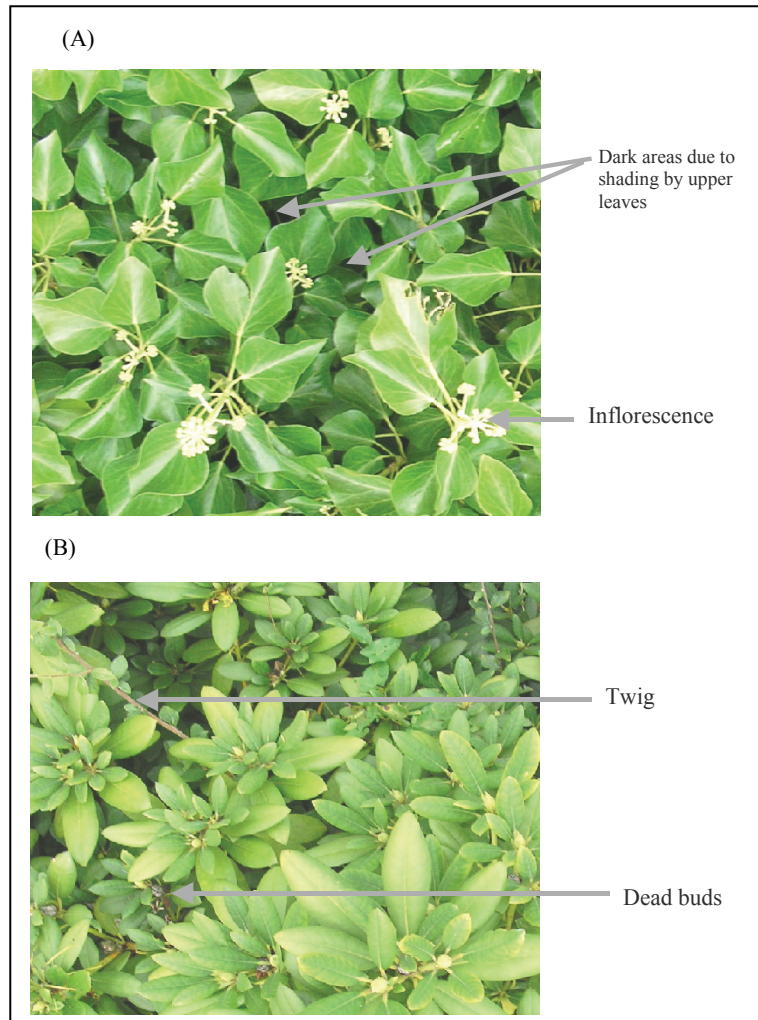 (A)
Dark areas due to
shading by upper
leaves
Inflorescence
(B)
Twig
Dead buds